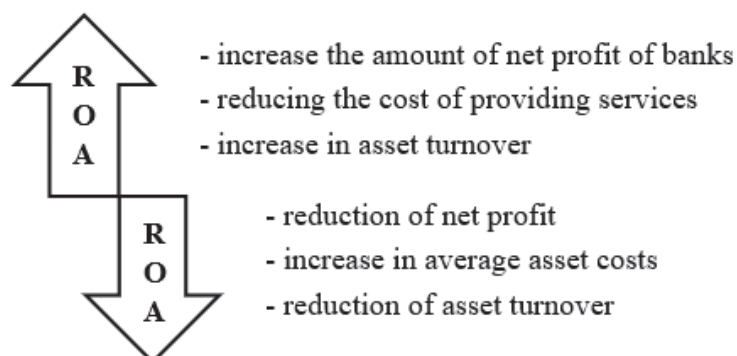 R
O
A
- increase the amount of net profit of banks
- reducing the cost of providing services
- increase in asset turnover
R
O
A
- reduction of net profit
- increase in average asset costs
- reduction of asset turnover